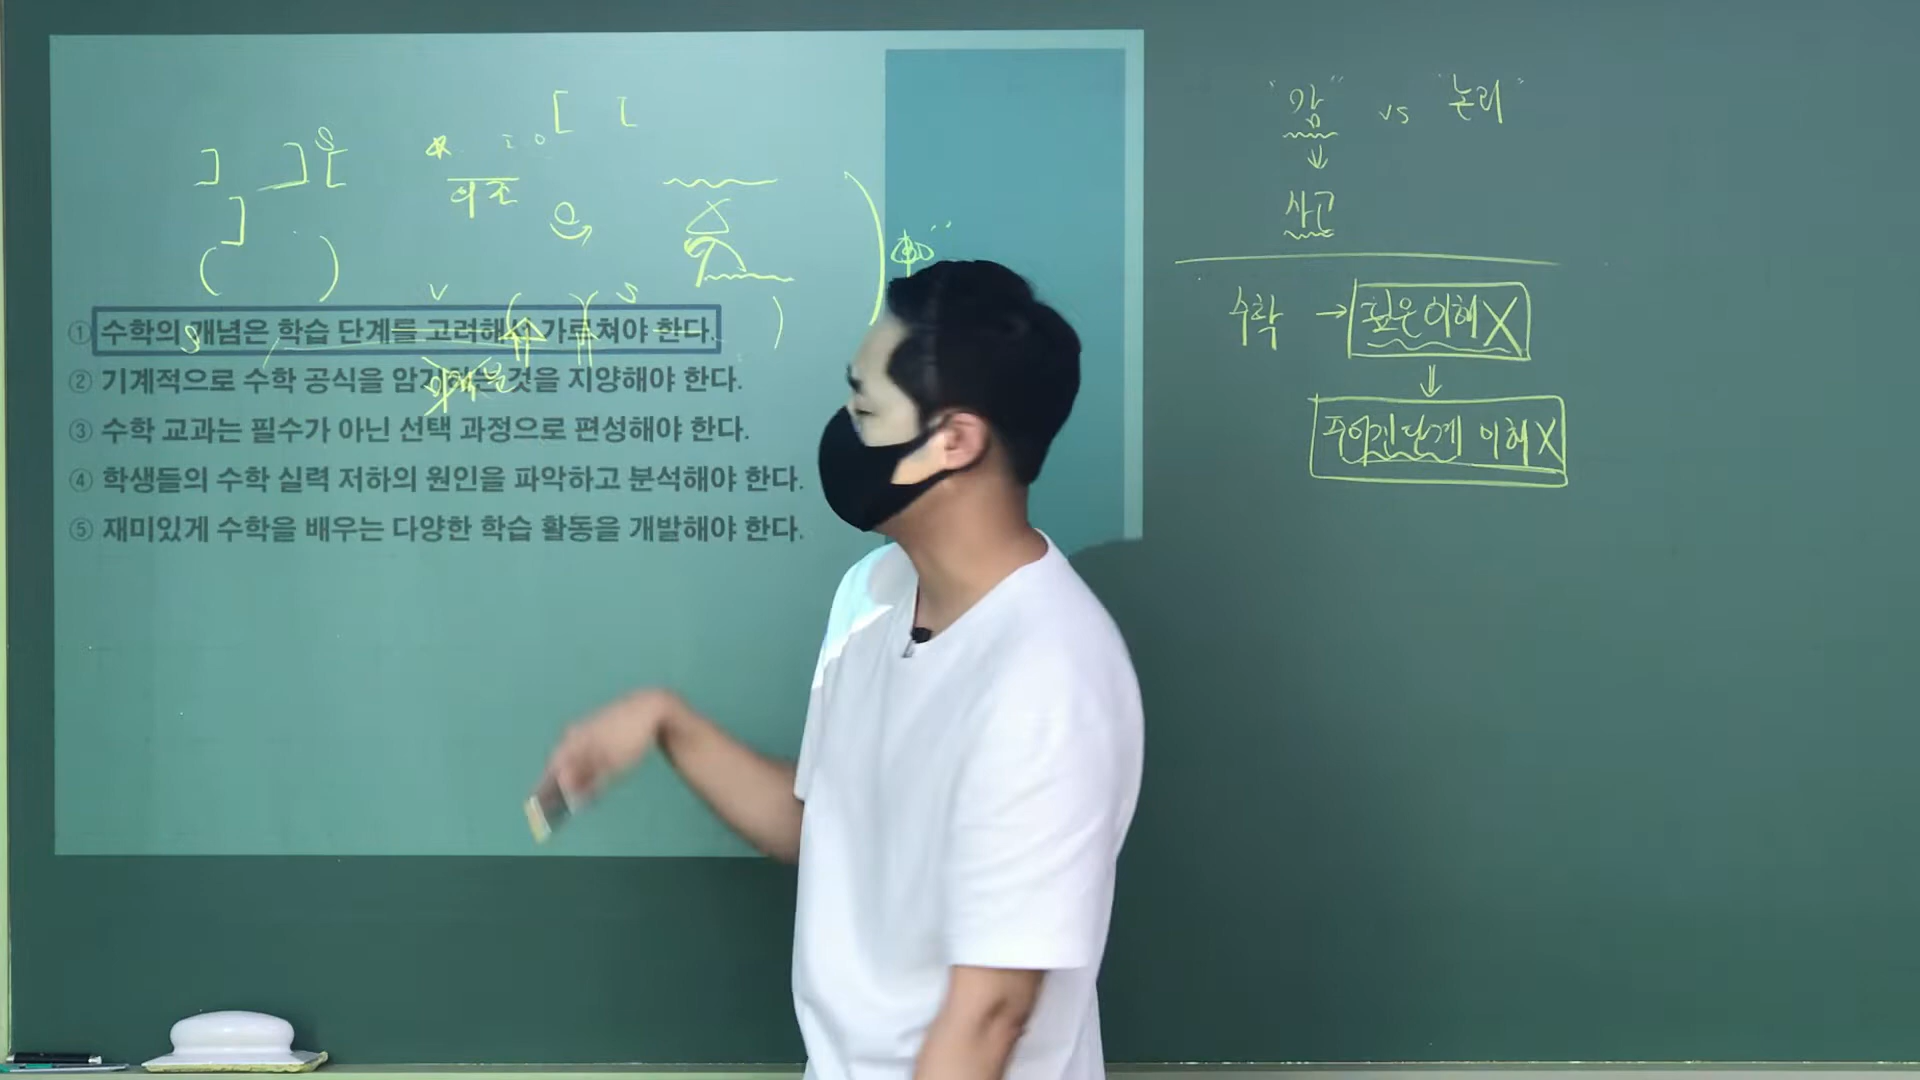 의조
V
S
S
① 수학의 개념은 학습 단계를 고려해서 가르쳐야 한다.
② 기계적으로 수학 공식을 암기하는 것을 지양해야 한다.
③ 수학 교과는 필수가 아닌 선택 과정으로 편성해야 한다.
④ 학생들의 수학 실력 저하의 원인을 파악하고 분석해야 한다.
⑤ 재미있게 수학을 배우는 다양한 학습 활동을 개발해야 한다.
"감" vs "논리"
↓
사고
수학 → 깊은 이해 X
⇓
주어진 단계 이해 X